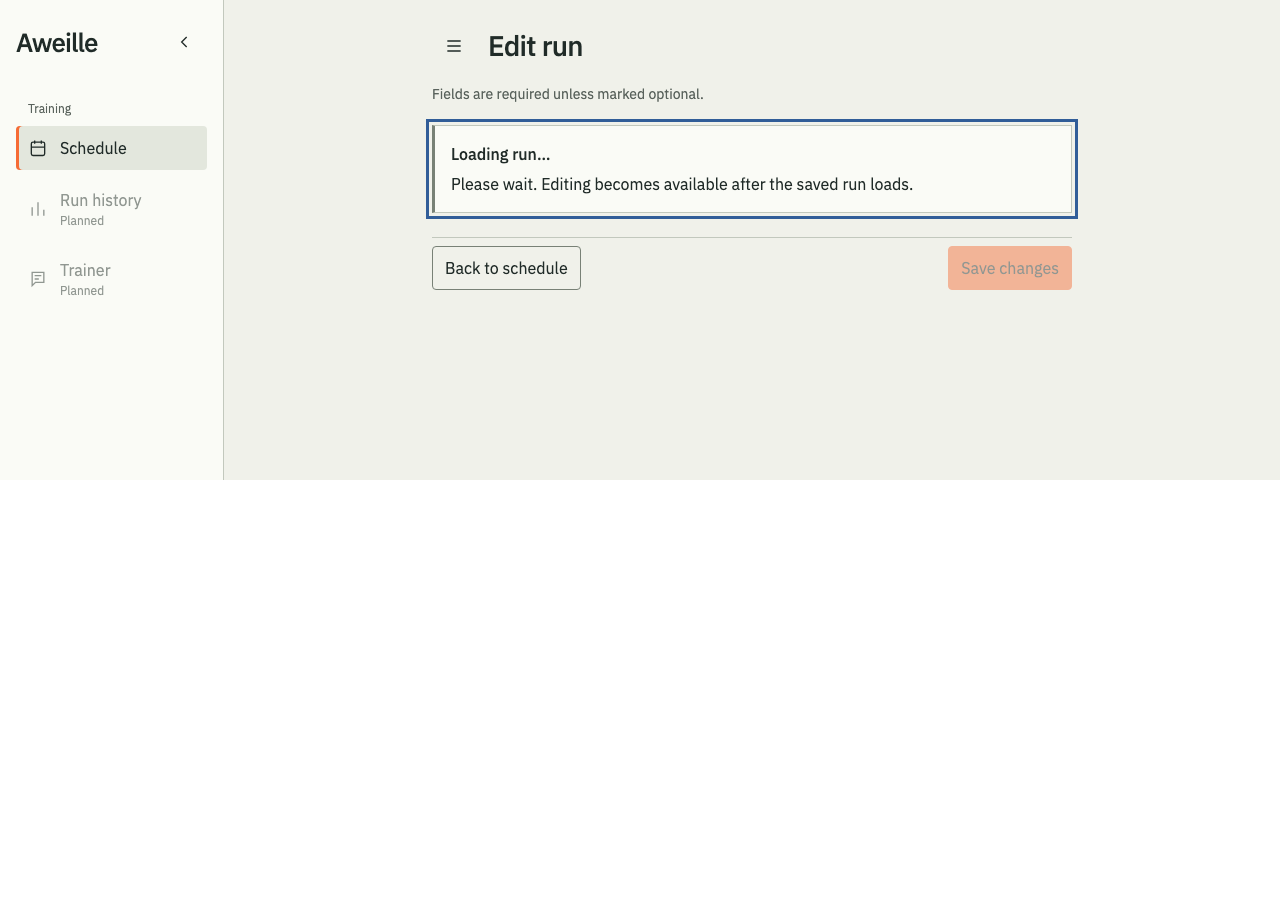 Aweille
Training
Schedule
Run history
Planned
Trainer
Planned
Edit run
Fields are required unless marked optional.
Loading run...
Please wait. Editing becomes available after the saved run loads.
Back to schedule
Save changes